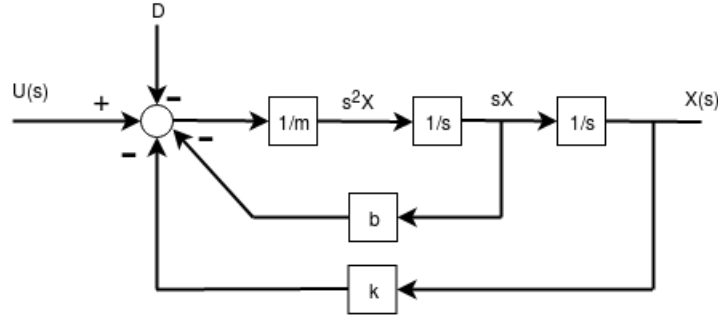 D
U(s)
+
-
-
-
1/m
s²X
1/s
sX
1/s
X(s)
b
k